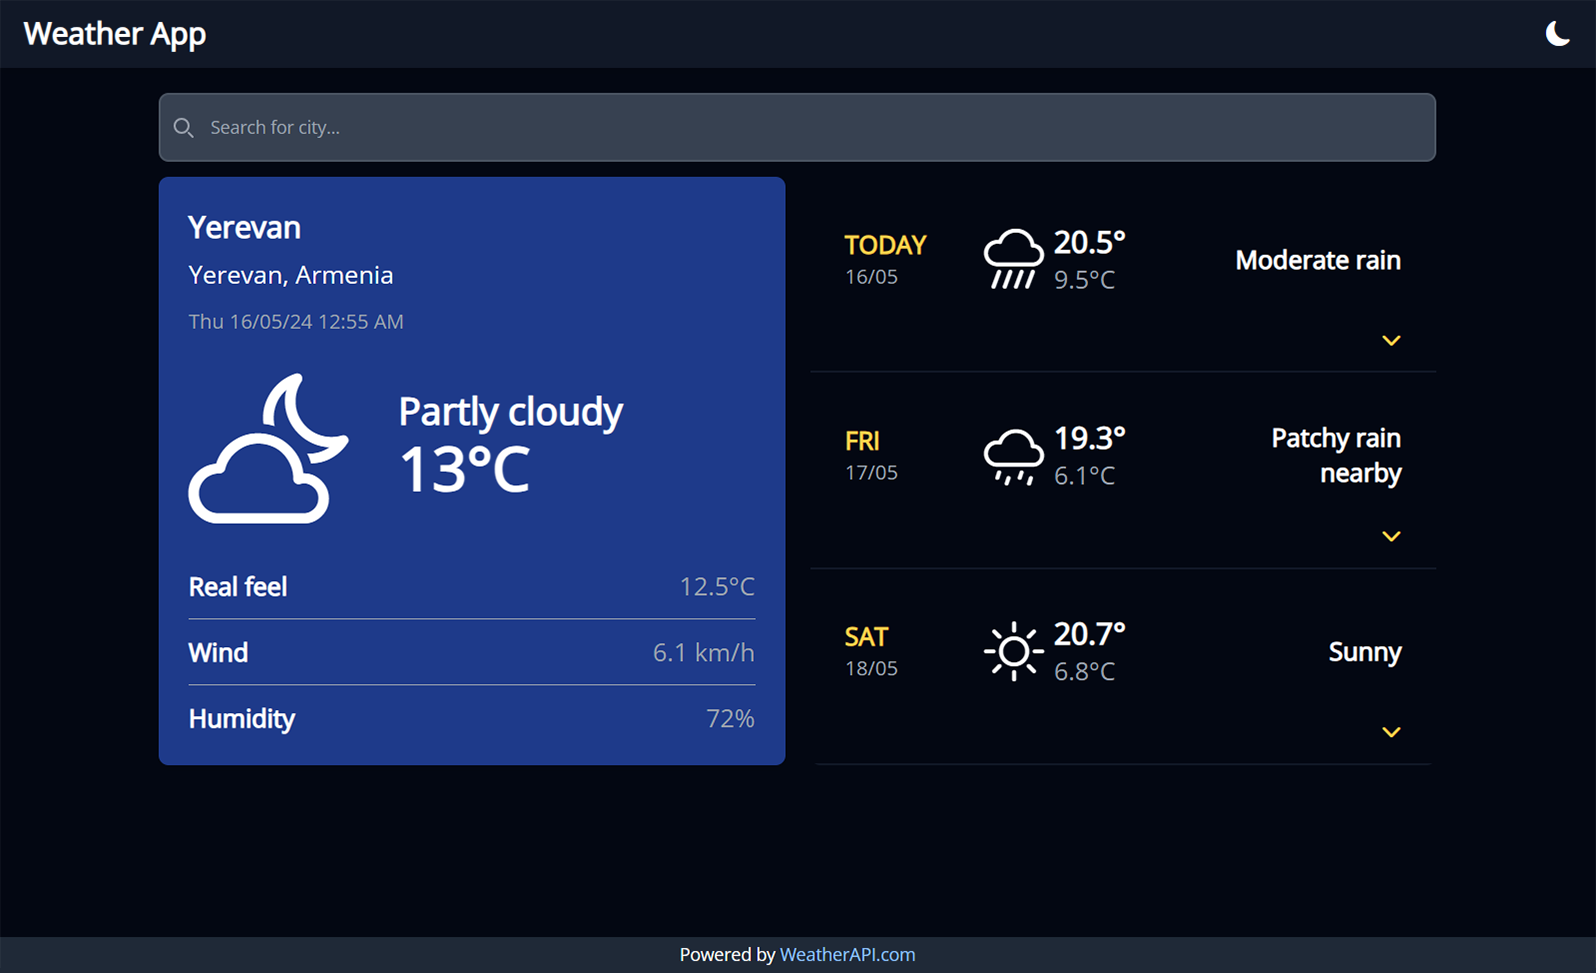 Weather App
Search for city...
Yerevan
Yerevan, Armenia
Thu 16/05/24 12:55 AM
Partly cloudy
13°C
Real feel 12.5°C
Wind 6.1 km/h
Humidity 72%
TODAY 20.5°
16/05 9.5°C
Moderate rain
FRI 19.3°
17/05 6.1°C
Patchy rain
nearby
SAT 20.7°
18/05 6.8°C
Sunny
Powered by WeatherAPI.com